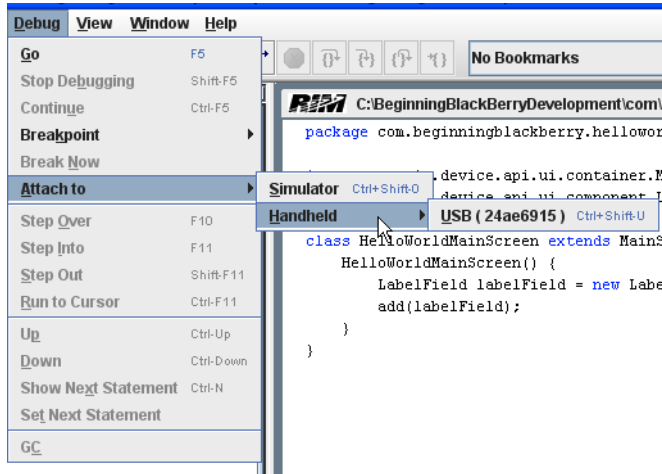 Debug View Window Help
Go F5
Stop Debugging Shift-F5
Continue Ctrl-F5
Breakpoint
Break Now
Attach to
Step Over F10
Step Into F11
Step Out Shift-F11
Run to Cursor Ctrl-F11
Up Ctrl-Up
Down Ctrl-Down
Show Next Statement Ctrl-N
Set Next Statement
GC
Simulator Ctrl+Shift-O
Handheld
USB ( 24ae6915 ) Ctrl+Shift-U
No Bookmarks
RIM C:\BeginningBlackBerryDevelopment\com\
package com.beginningblackberry.hellowor
.device.api.ui.container.M
.device.api.ui.component.L
class HelloWorldMainScreen extends MainS
HelloWorldMainScreen() {
LabelField labelField = new Labe
add(labelField);
}
}